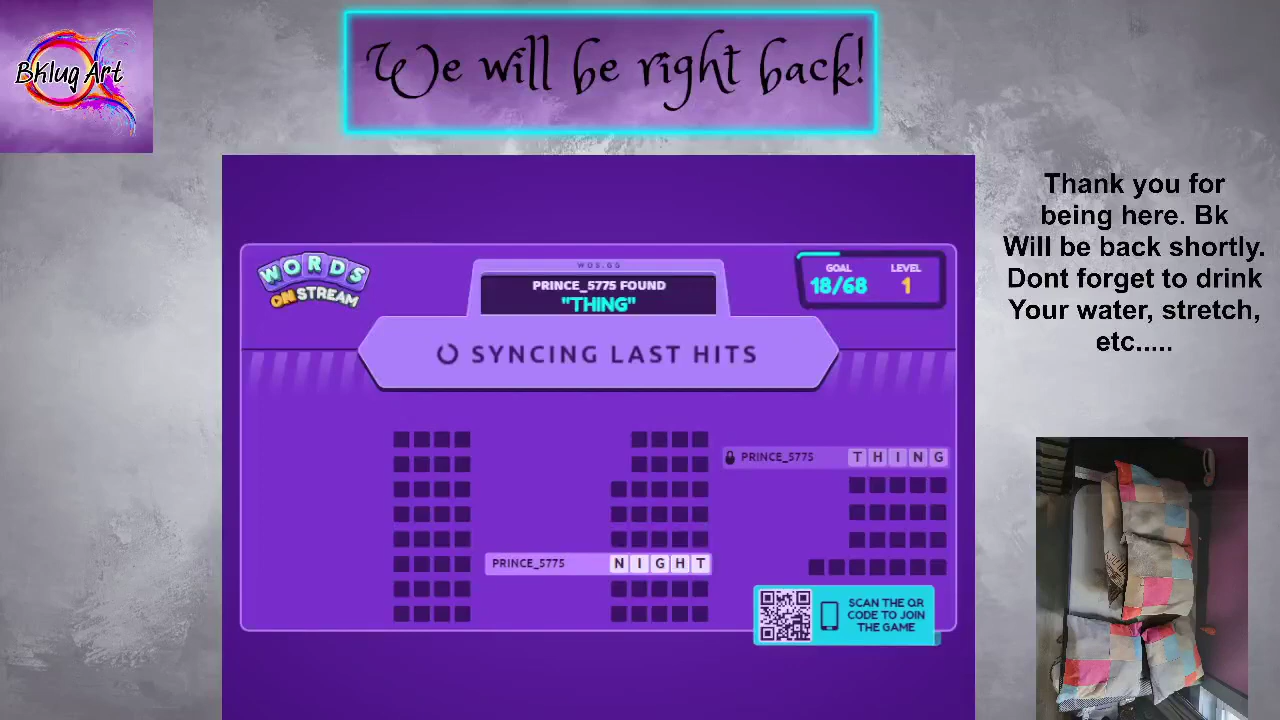 Bklug Art
We will be right back!
WOS.GG
WORDS
ON STREAM
PRINCE_5775 FOUND
"THING"
GOAL
18/68
LEVEL
1
SYNCING LAST HITS
PRINCE_5775 THING
PRINCE_5775 NIGHT
SCAN THE QR
CODE TO JOIN
THE GAME
Thank you for
being here. Bk
Will be back shortly.
Dont forget to drink
Your water, stretch,
etc.....